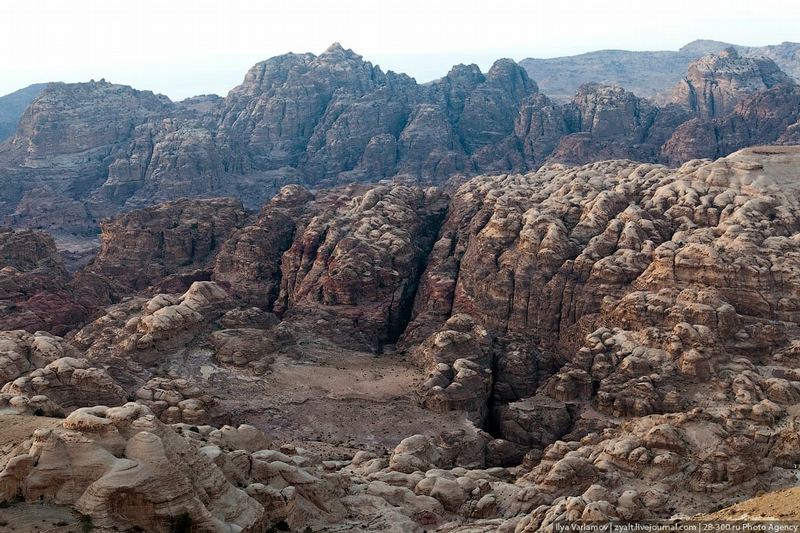 Ilya Varlamov | zyalt.livejournal.com | 28-300.ru Photo Agency